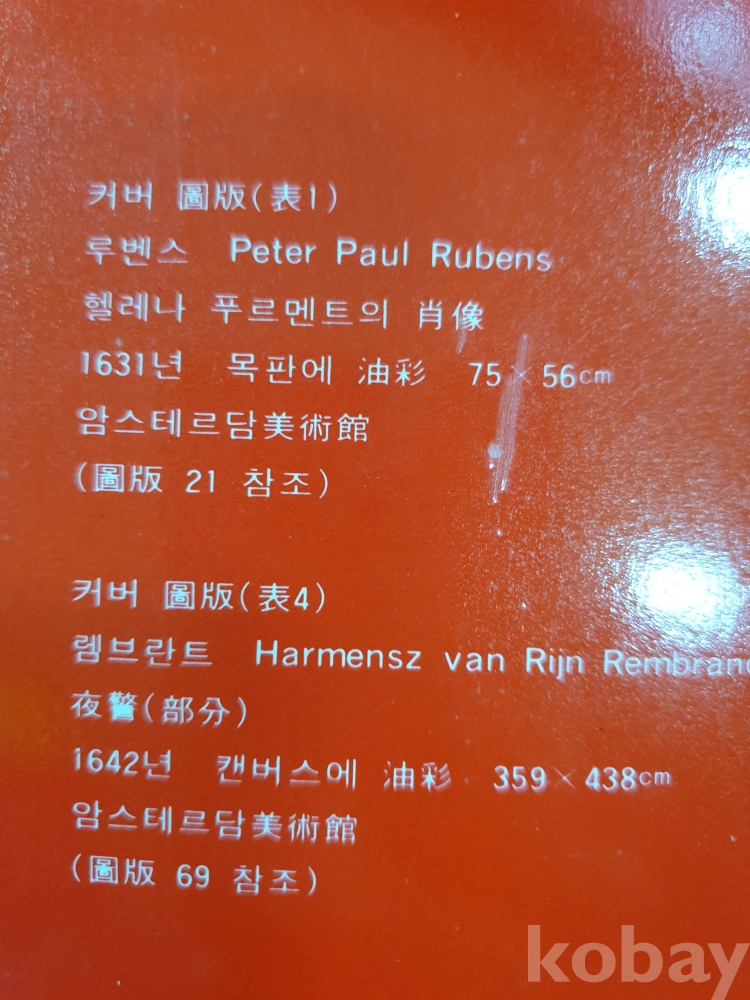 커버 圖版(表1)
루벤스 Peter Paul Rubens
헬레나 푸르멘트의 肖像
1631년 목판에 油彩 75×56cm
암스테르담美術館
(圖版 21 참조)
커버 圖版(表4)
렘브란트 Harmensz van Rijn
夜警(部分)
1642년 캔버스에 油彩 359×438cm
암스테르담美術館
(圖版 69 참조)
kobay